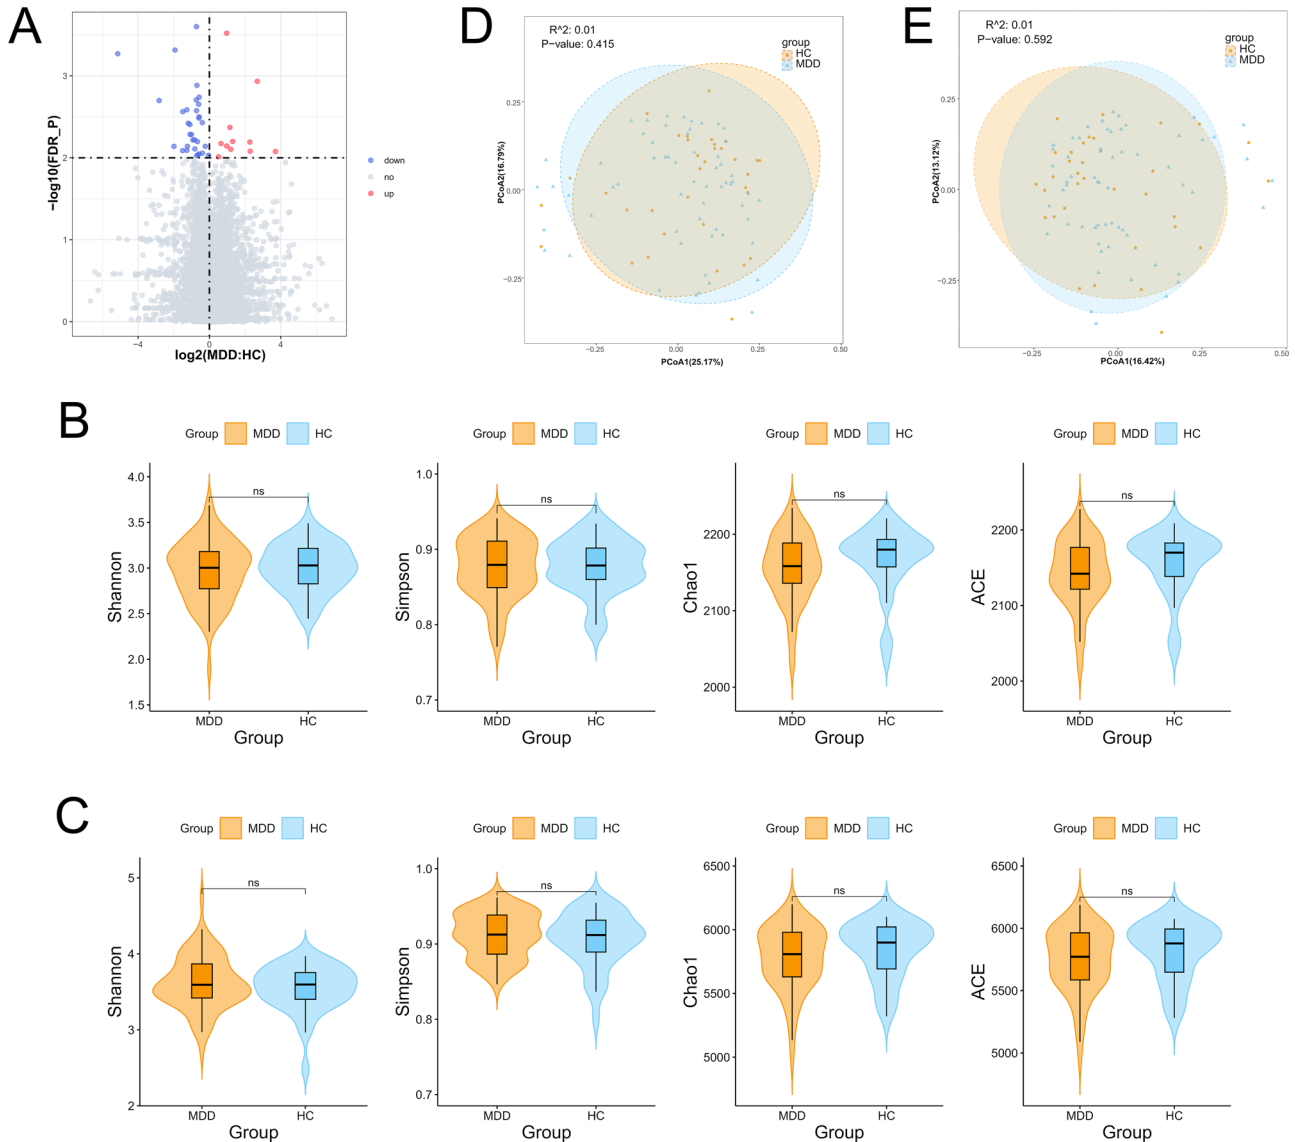 A
−log10(FDR_P)
3
2
1
0
−4
0
4
log2(MDD:HC)
down
no
up
D
R^2: 0.01
P−value: 0.415
group
HC
MDD
PCoA2(16.79%)
0.25
0.00
−0.25
−0.25
0.00
0.25
0.50
PCoA1(25.17%)
E
R^2: 0.01
P−value: 0.592
group
HC
MDD
PCoA2(13.12%)
0.25
0.00
−0.25
−0.25
0.00
0.25
0.50
PCoA1(16.42%)
B
Group MDD HC
Shannon
4.0
3.5
3.0
2.5
2.0
1.5
ns
MDD HC
Group
Group MDD HC
Simpson
1.0
0.9
0.8
0.7
ns
MDD HC
Group
Group MDD HC
Chao1
2200
2100
2000
ns
MDD HC
Group
Group MDD HC
ACE
2200
2100
2000
ns
MDD HC
Group
C
Group MDD HC
Shannon
5
4
3
2
ns
MDD HC
Group
Group MDD HC
Simpson
1.0
0.9
0.8
0.7
ns
MDD HC
Group
Group MDD HC
Chao1
6500
6000
5500
5000
ns
MDD HC
Group
Group MDD HC
ACE
6500
6000
5500
5000
ns
MDD HC
Group